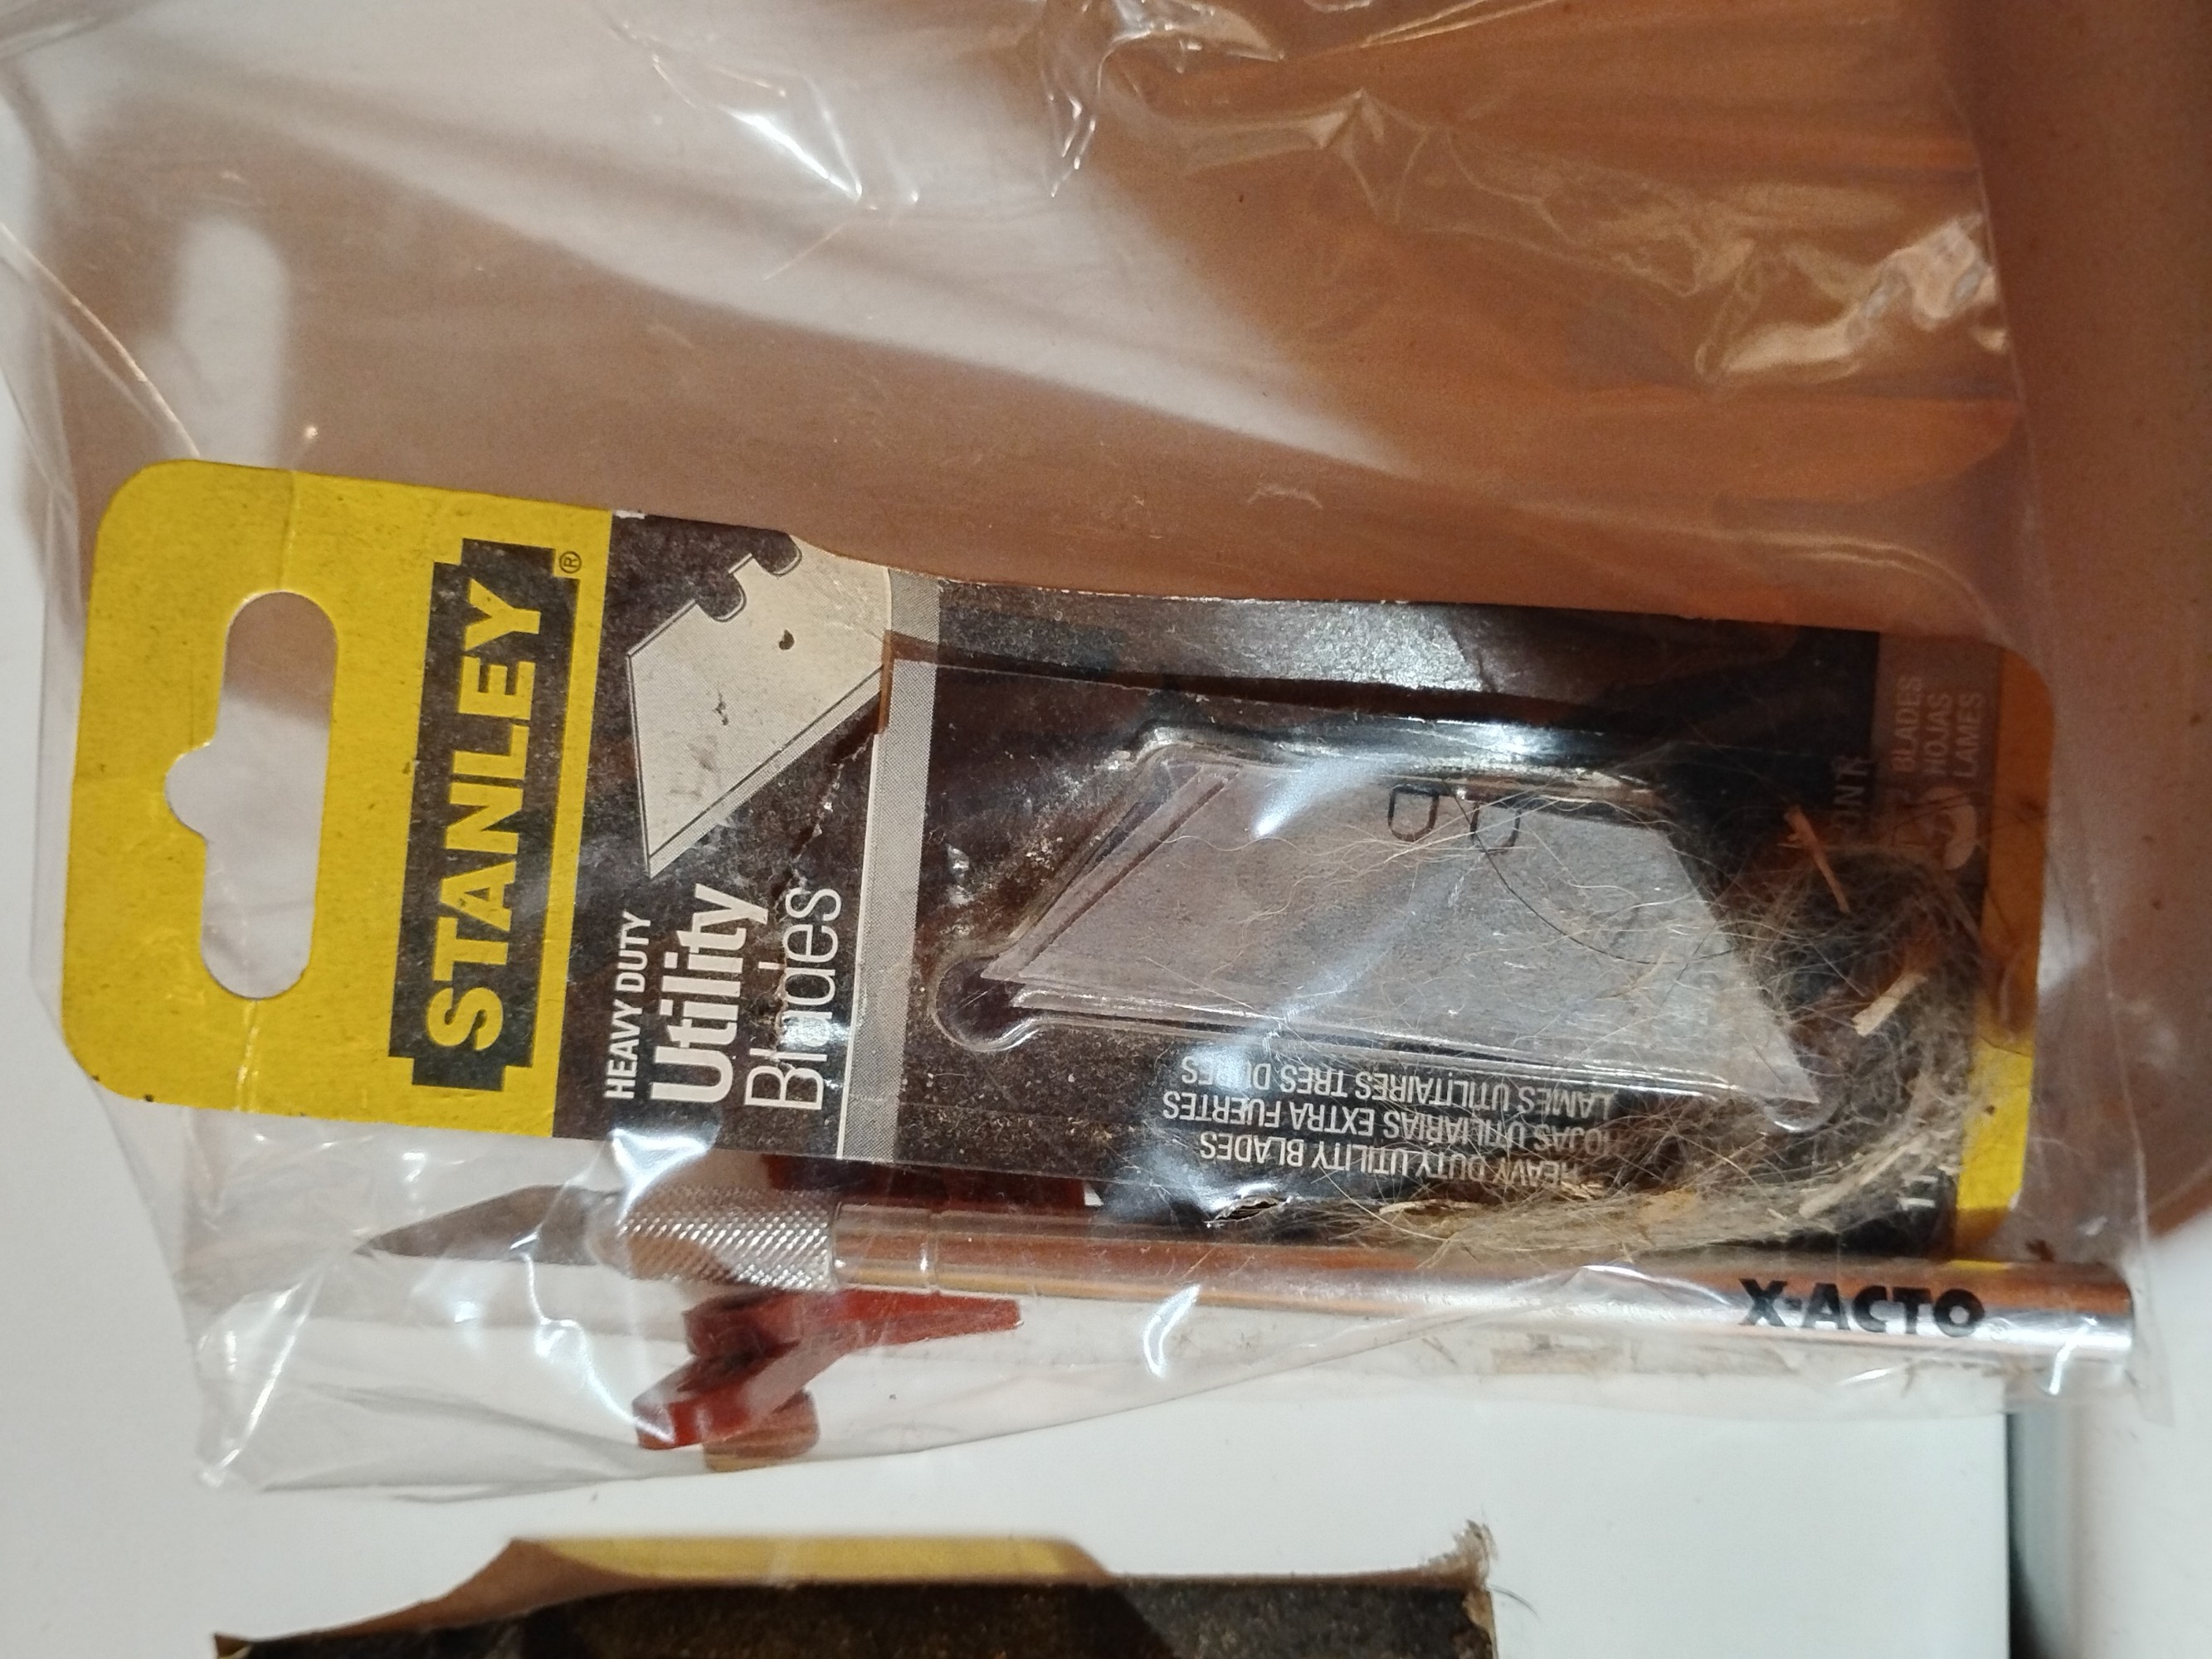 STANLEY®
HEAVY DUTY
Utility
Blades
HEAVY DUTY UTILITY BLADES
HOJAS UTILIARIAS EXTRA FUERTES
LAMES UTILITAIRES TRES DURES
BLADES
HOJAS
LAMES
X-ACTO